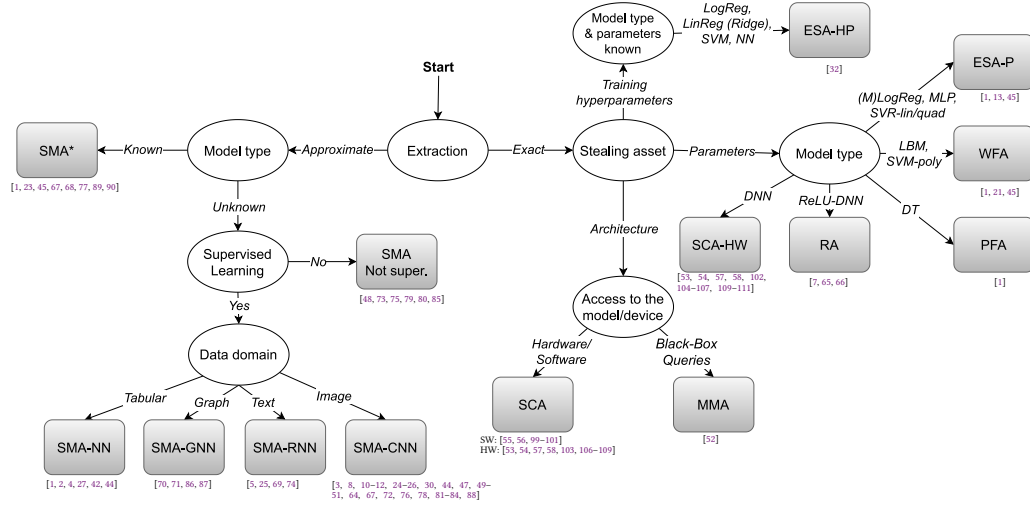 Start
Extraction
Approximate
Exact
Model type
Known
SMA*
[1, 23, 45, 67, 68, 77, 89, 90]
Unknown
Supervised
Learning
No
SMA
Not super.
[48, 73, 75, 79, 80, 85]
Yes
Data domain
Tabular
Graph
Text
Image
SMA-NN
[1, 2, 4, 27, 42, 44]
SMA-GNN
[70, 71, 86, 87]
SMA-RNN
[5, 25, 69, 74]
SMA-CNN
[3, 8, 10–12, 24–26, 30, 44, 47, 49–
51, 64, 67, 72, 76, 78, 81–84, 88]
Stealing asset
Training
hyperparameters
Model type
& parameters
known
LogReg,
LinReg (Ridge),
SVM, NN
ESA-HP
[32]
Parameters
Model type
(M)LogReg, MLP,
SVR-lin/quad
ESA-P
[1, 13, 45]
LBM,
SVM-poly
WFA
[1, 21, 45]
DT
PFA
[1]
ReLU-DNN
RA
[7, 65, 66]
DNN
SCA-HW
[53, 54, 57, 58, 102,
104–107, 109–111]
Architecture
Access to the
model/device
Hardware/
Software
SCA
SW: [55, 56, 99–101]
HW: [53, 54, 57, 58, 103, 106–109]
Black-Box
Queries
MMA
[52]